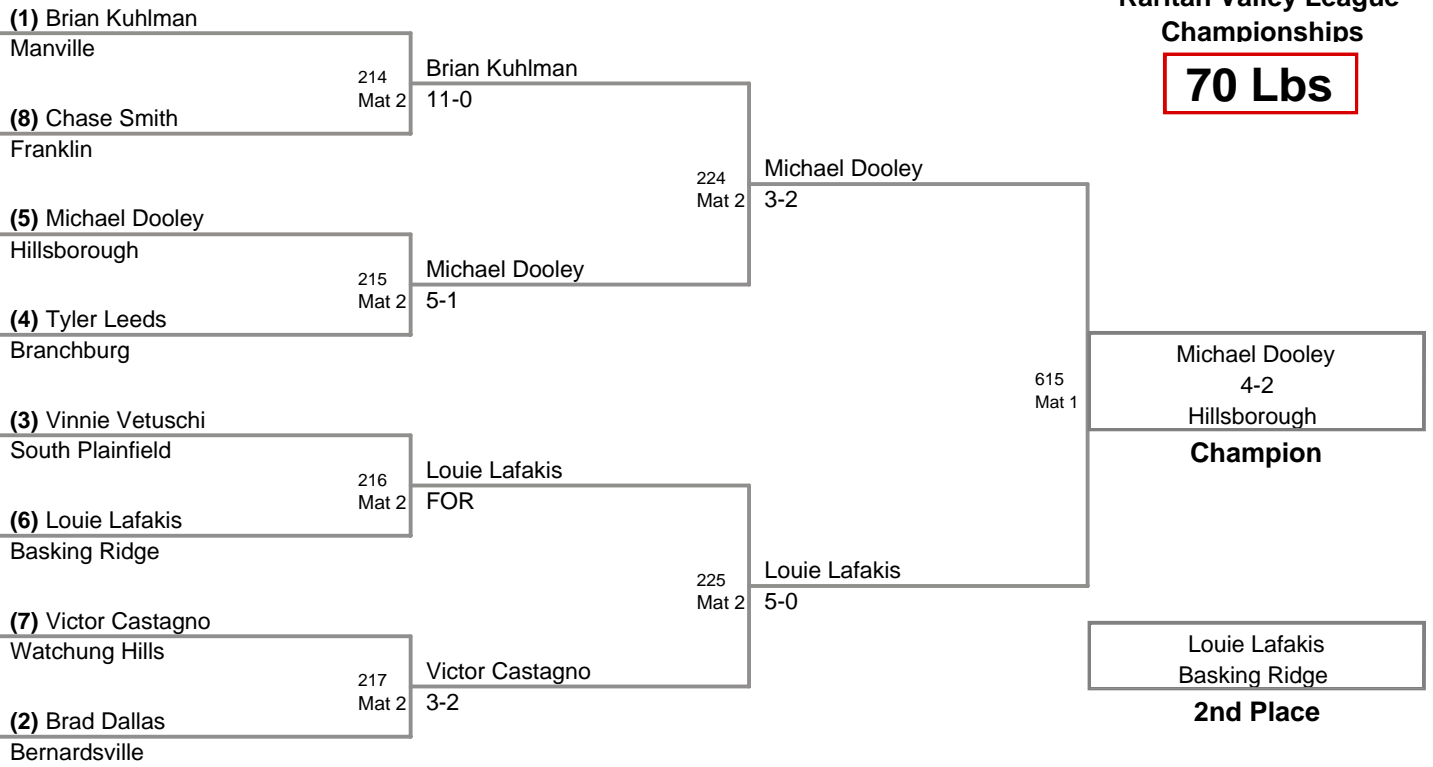 Raritan Valley League
Championships
70 Lbs
(1) Brian Kuhlman
Manville
214
Mat 2
Brian Kuhlman
11-0
(8) Chase Smith
Franklin
224
Mat 2
Michael Dooley
3-2
(5) Michael Dooley
Hillsborough
215
Mat 2
Michael Dooley
5-1
(4) Tyler Leeds
Branchburg
615
Mat 1
Michael Dooley
4-2
Hillsborough
Champion
(3) Vinnie Vetuschi
South Plainfield
216
Mat 2
Louie Lafakis
FOR
(6) Louie Lafakis
Basking Ridge
225
Mat 2
Louie Lafakis
5-0
(7) Victor Castagno
Watchung Hills
217
Mat 2
Victor Castagno
3-2
(2) Brad Dallas
Bernardsville
Louie Lafakis
Basking Ridge
2nd Place